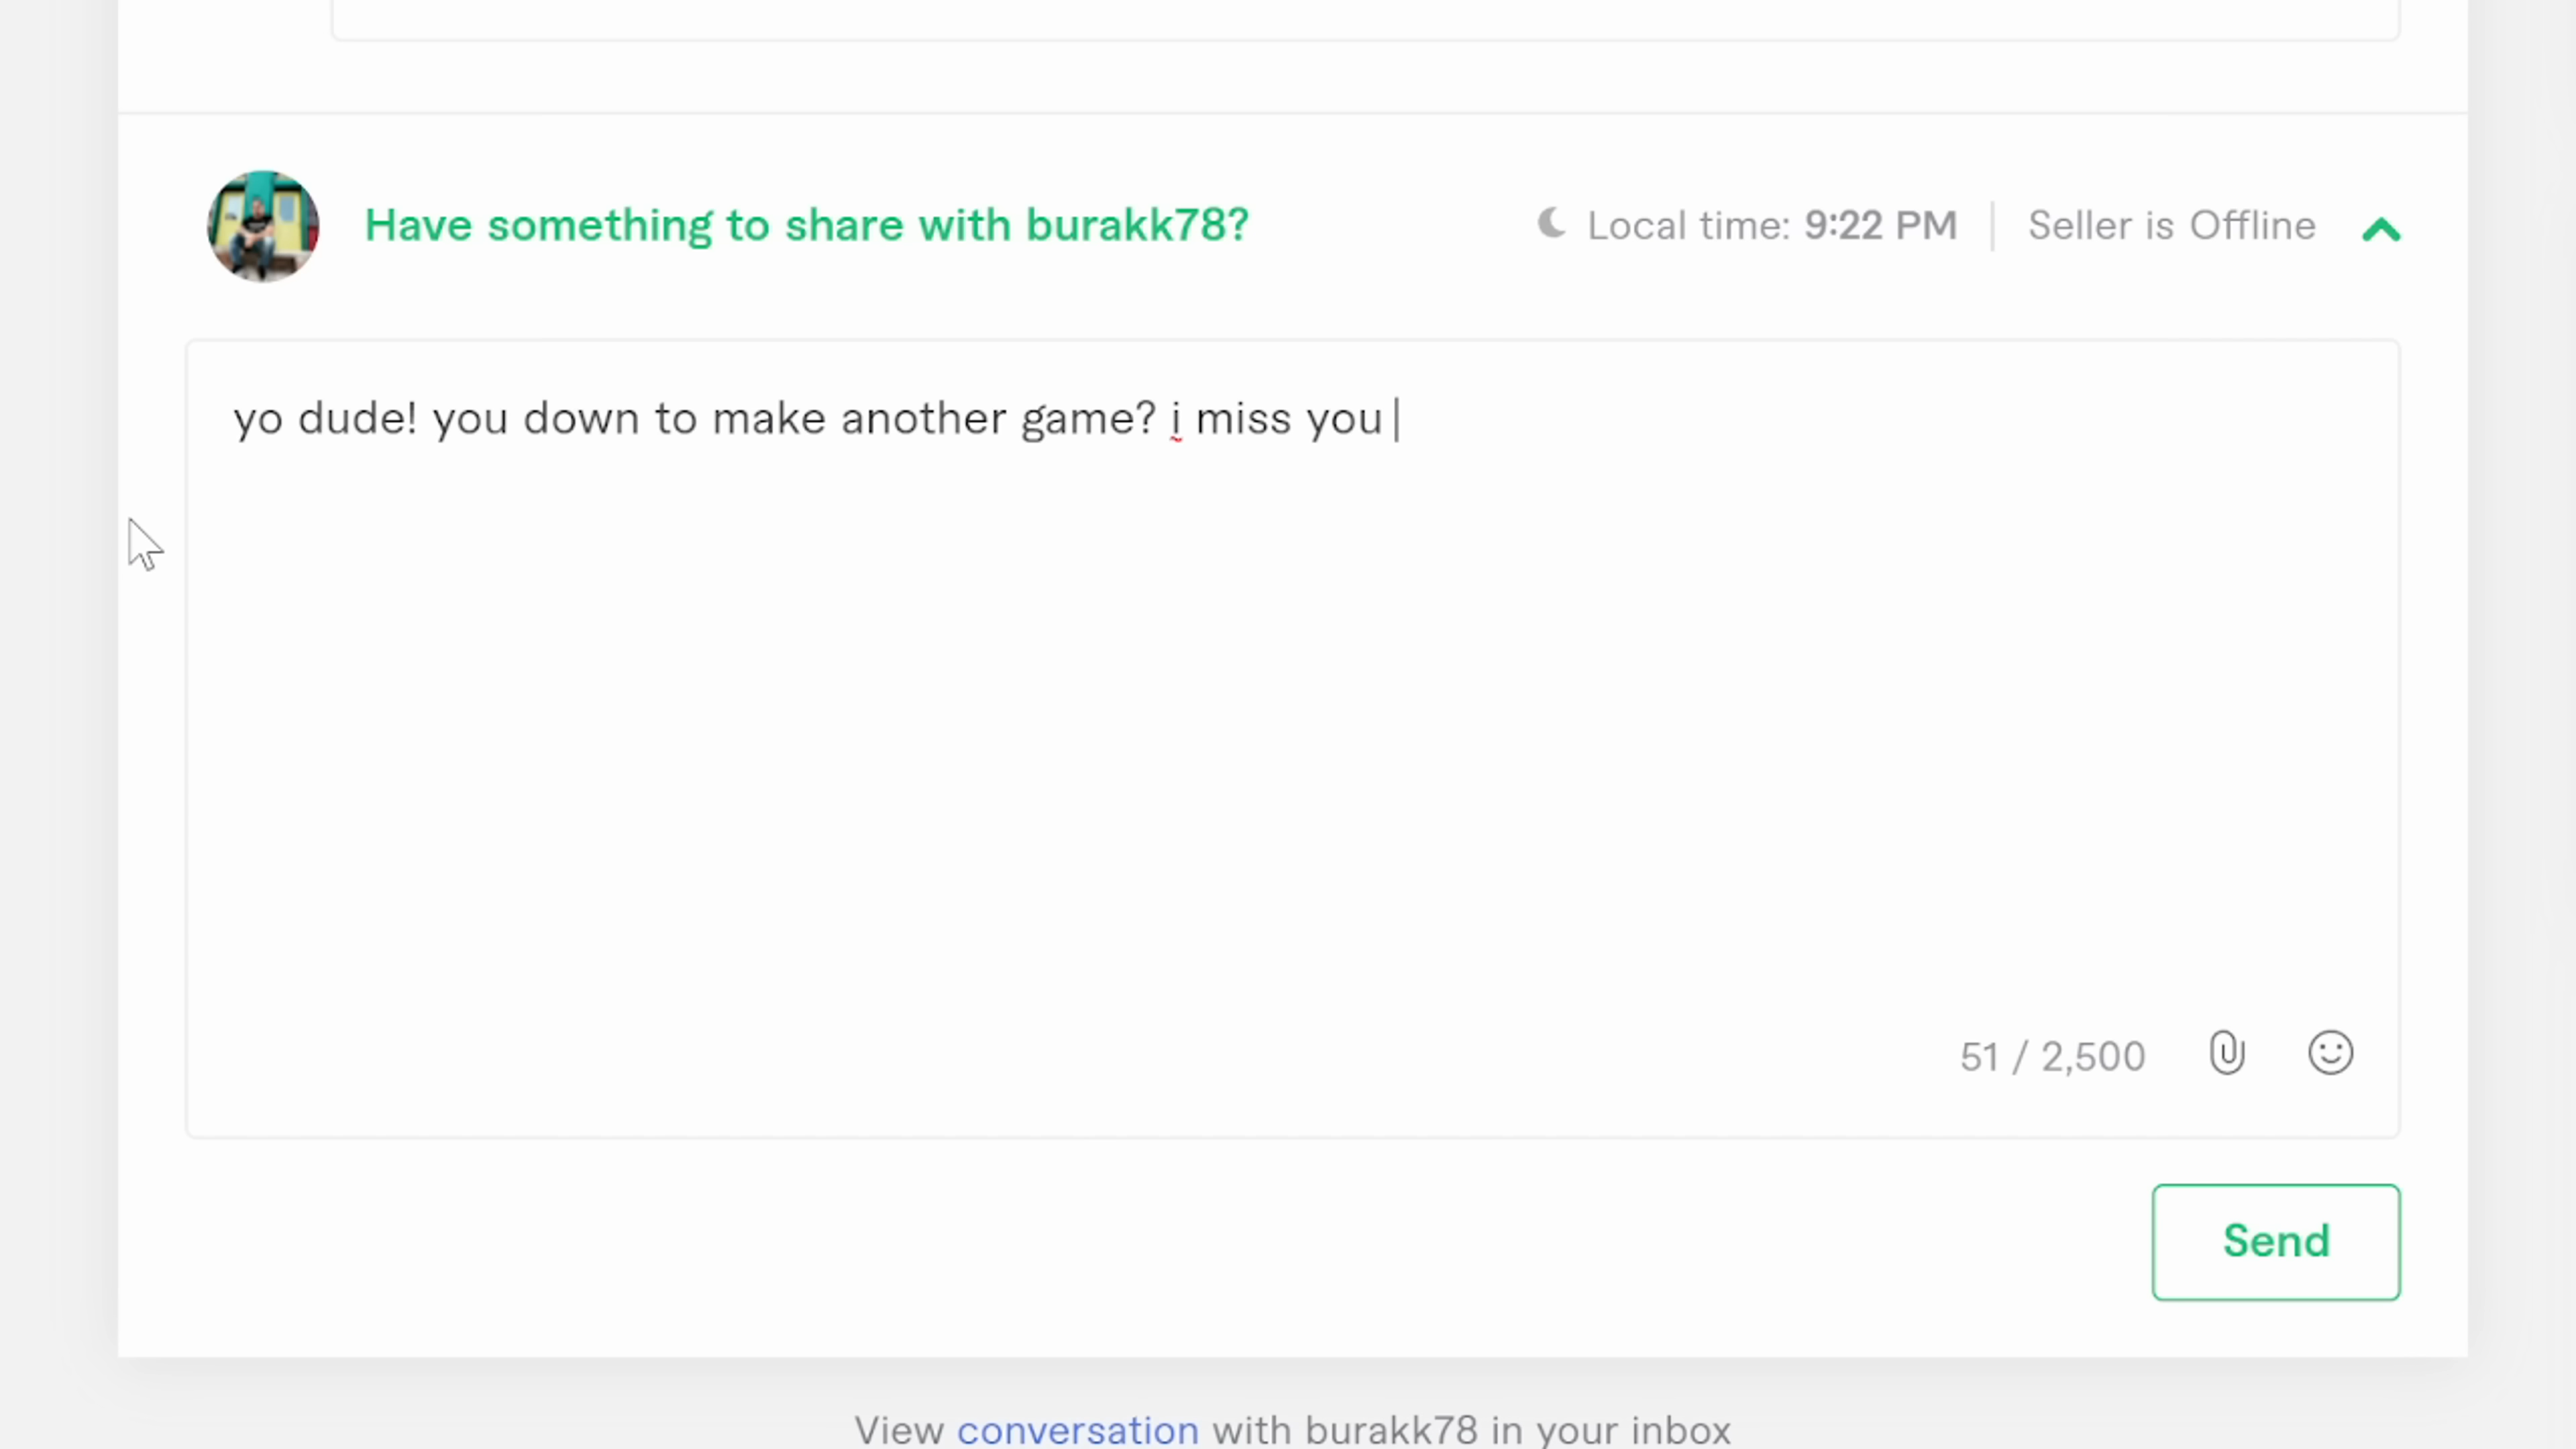 Have something to share with burakk78?
Local time: 9:22 PM
Seller is Offline
yo dude! you down to make another game? i miss you
51 / 2,500
Send
View conversation with burakk78 in your inbox